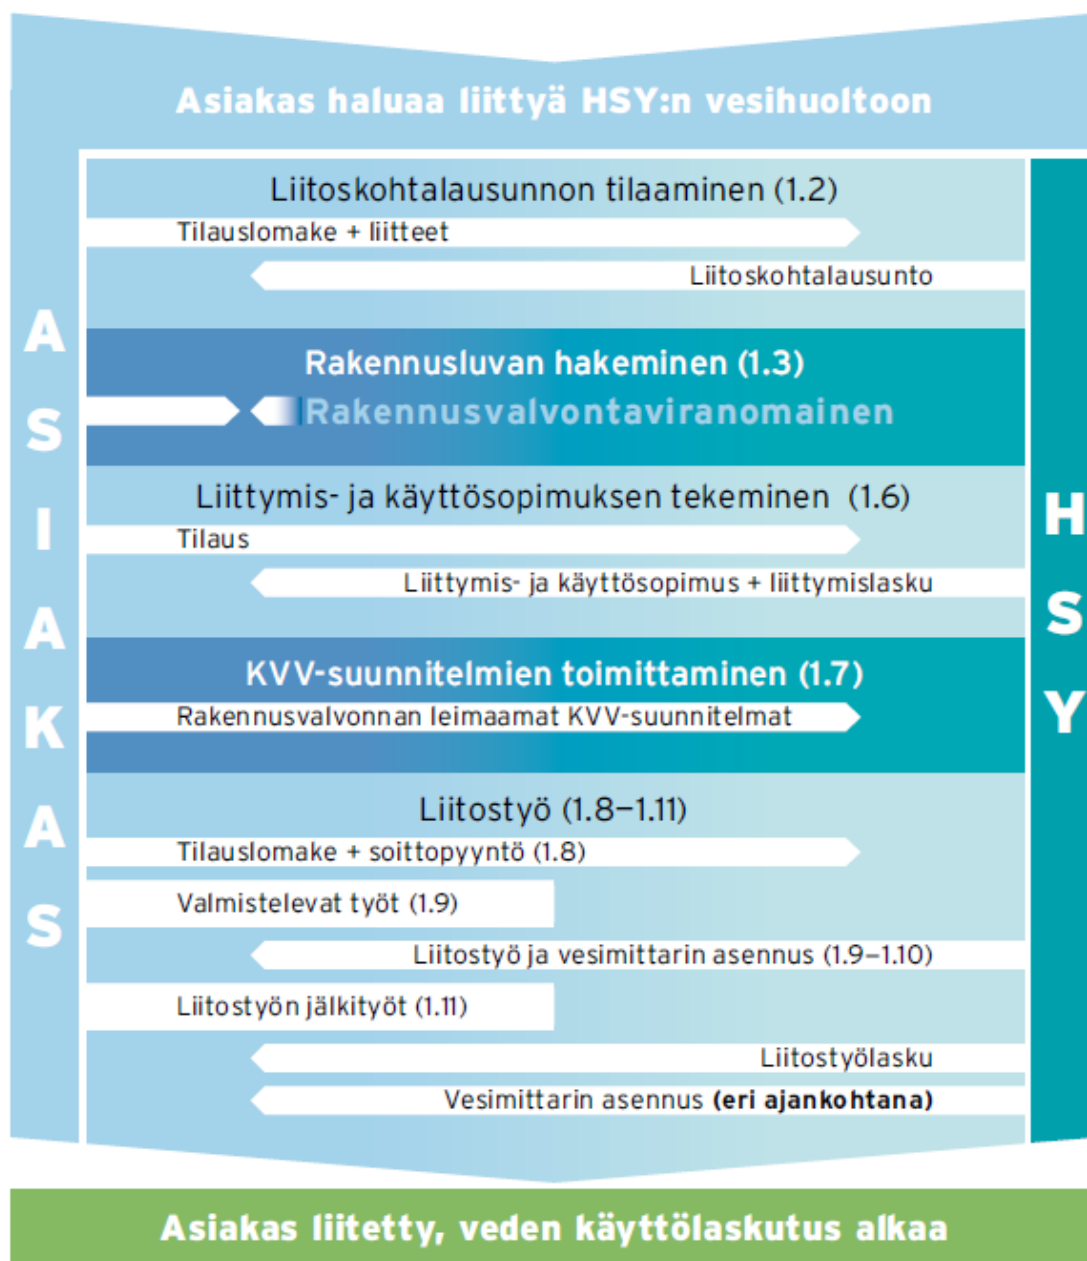 Asiakas haluaa liittyä HSY:n vesihuoltoon
ASIAKAS
Liitoskohtalausunnon tilaaminen (1.2)
Tilauslomake + liitteet
Liitoskohtalausunto
Rakennusluvan hakeminen (1.3)
Rakennusvalvontaviranomainen
Liittymis- ja käyttösopimuksen tekeminen (1.6)
Tilaus
Liittymis- ja käyttösopimus + liittymislasku
KVV-suunnitelmien toimittaminen (1.7)
Rakennusvalvonnan leimaamat KVV-suunnitelmat
Liitostyö (1.8–1.11)
Tilauslomake + soittopyyntö (1.8)
Valmistelevat työt (1.9)
Liitostyö ja vesimittarin asennus (1.9–1.10)
Liitostyön jälkityöt (1.11)
Liitostyölasku
Vesimittarin asennus (eri ajankohtana)
HSY
Asiakas liitetty, veden käyttölaskutus alkaa